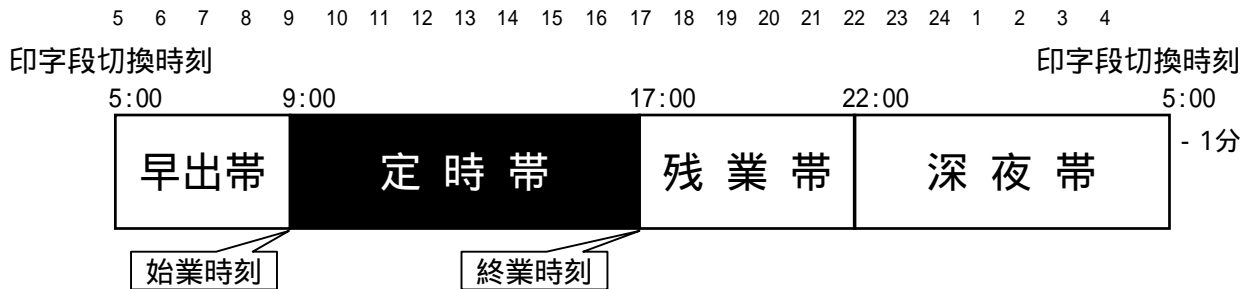 5 6 7 8 9 10 11 12 13 14 15 16 17 18 19 20 21 22 23 24 1 2 3 4
印字段切換時刻 印字段切換時刻
5:00 9:00 17:00 22:00 5:00
- 1分
早出帯 定時帯 残業帯 深夜帯
始業時刻 終業時刻